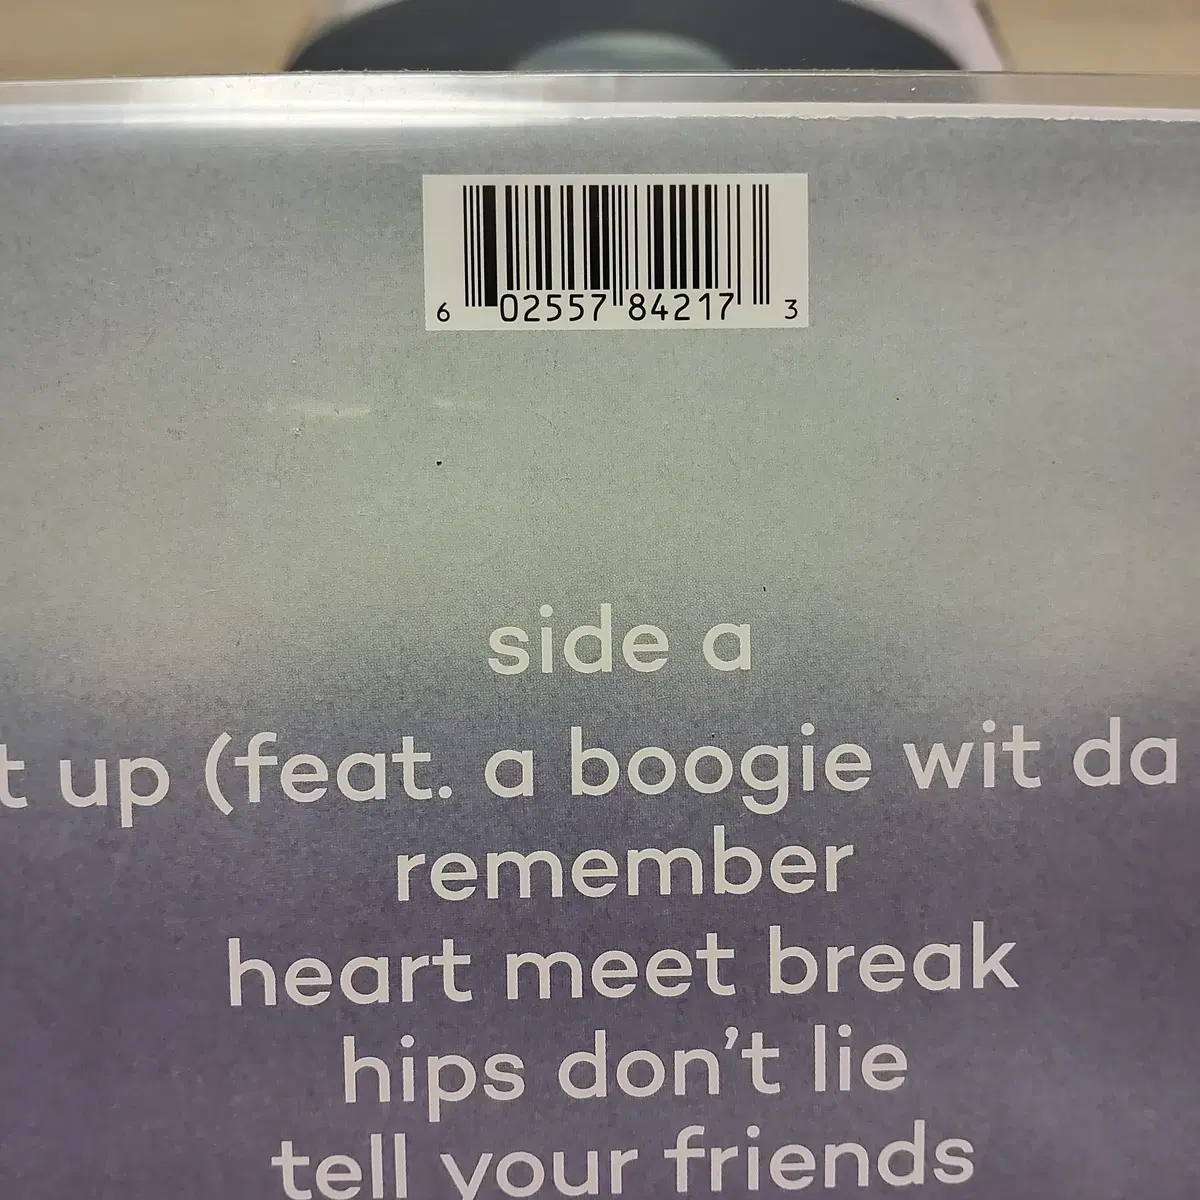 6 02557 84217 3
side a
t up (feat. a boogie wit da
remember
heart meet break
hips don't lie
tell your friends